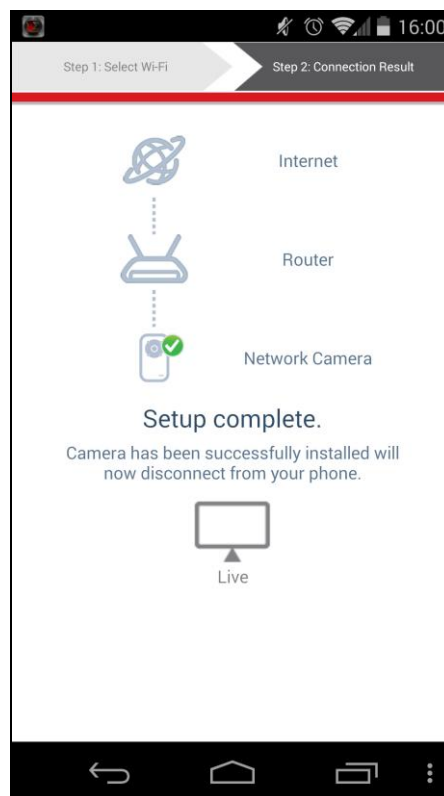 16:00
Step 1: Select Wi-Fi
Step 2: Connection Result
Internet
Router
Network Camera
Setup complete.
Camera has been successfully installed will
now disconnect from your phone.
Live